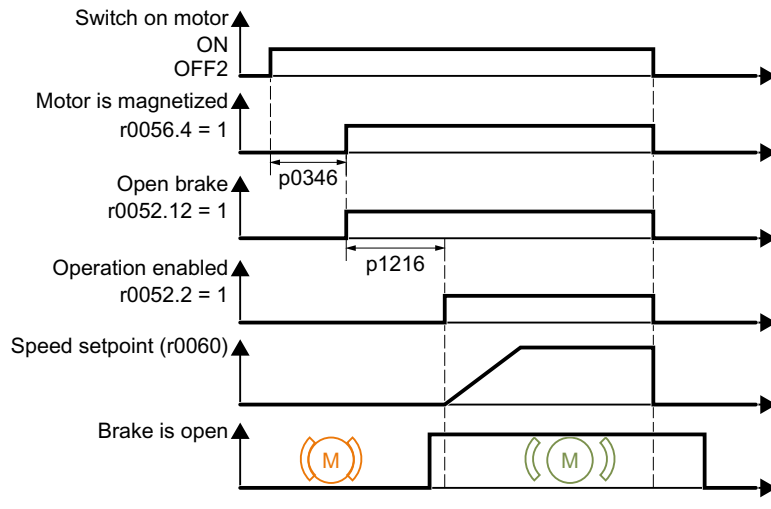 Switch on motor
ON
OFF2
Motor is magnetized
r0056.4 = 1
p0346
Open brake
r0052.12 = 1
p1216
Operation enabled
r0052.2 = 1
Speed setpoint (r0060)
Brake is open
M
M